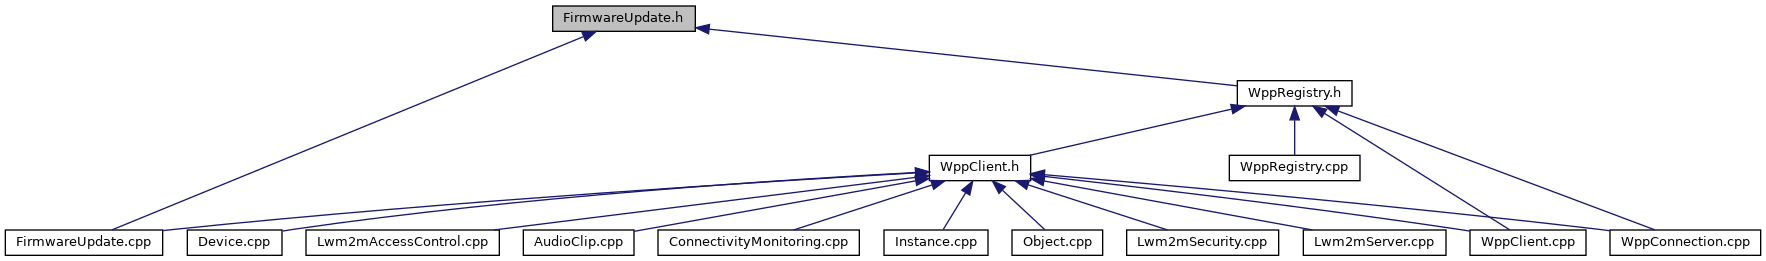 FirmwareUpdate.h
WppRegistry.h
WppClient.h
WppRegistry.cpp
FirmwareUpdate.cpp
Device.cpp
Lwm2mAccessControl.cpp
AudioClip.cpp
ConnectivityMonitoring.cpp
Instance.cpp
Object.cpp
Lwm2mSecurity.cpp
Lwm2mServer.cpp
WppClient.cpp
WppConnection.cpp